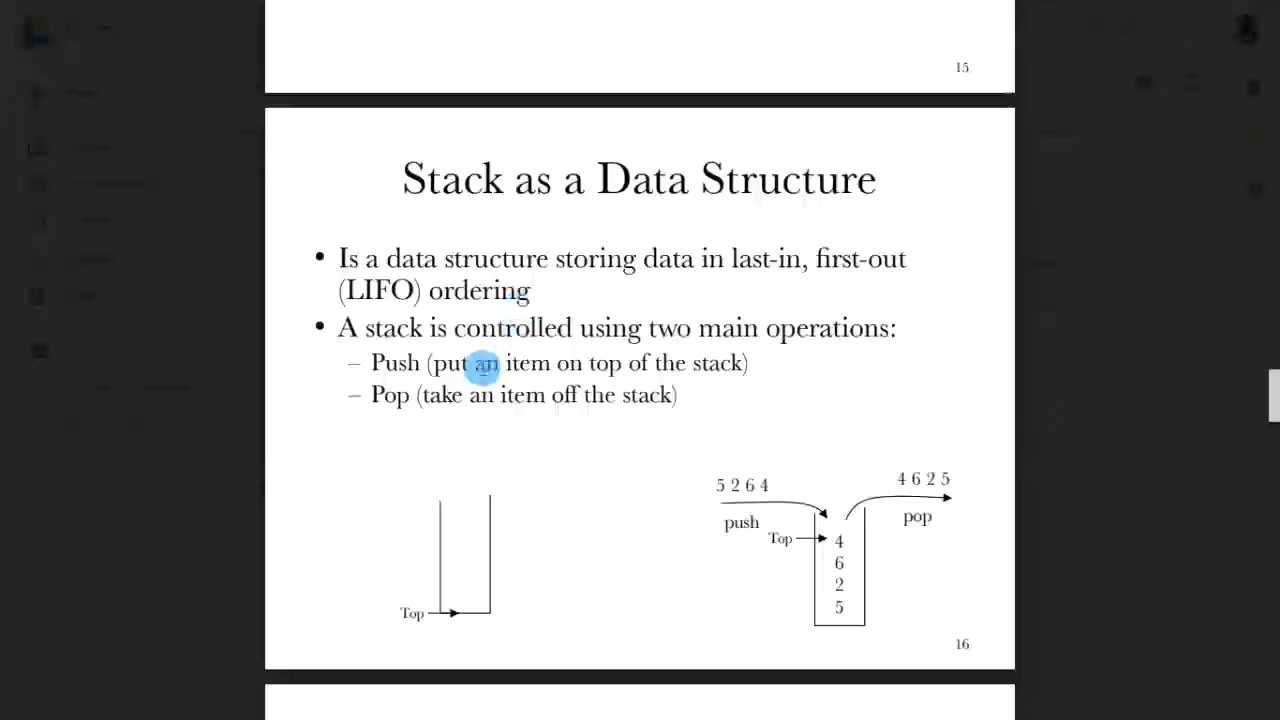 15
Stack as a Data Structure
• Is a data structure storing data in last-in, first-out
(LIFO) ordering
• A stack is controlled using two main operations:
– Push (put an item on top of the stack)
– Pop (take an item off the stack)
5 2 6 4
4 6 2 5
push
pop
Top
4
6
2
5
Top
16